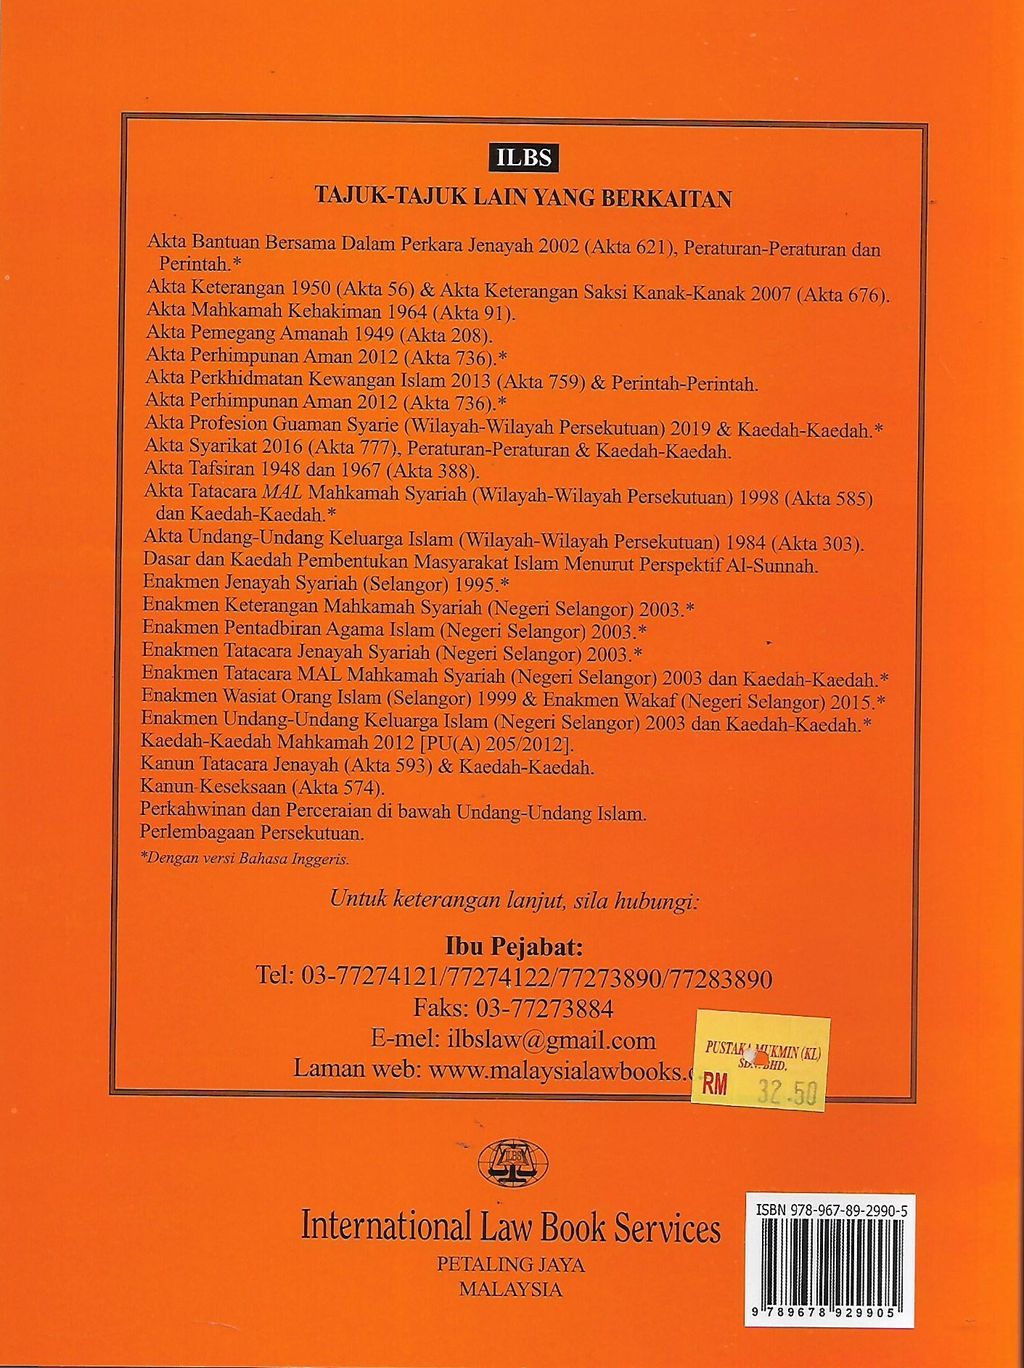 ILBS
TAJUK-TAJUK LAIN YANG BERKAITAN
Akta Bantuan Bersama Dalam Perkara Jenayah 2002 (Akta 621), Peraturan-Peraturan dan
Perintah.*
Akta Keterangan 1950 (Akta 56) & Akta Keterangan Saksi Kanak-Kanak 2007 (Akta 676).
Akta Mahkamah Kehakiman 1964 (Akta 91).
Akta Pemegang Amanah 1949 (Akta 208).
Akta Perhimpunan Aman 2012 (Akta 736).*
Akta Perkhidmatan Kewangan Islam 2013 (Akta 759) & Perintah-Perintah.
Akta Perhimpunan Aman 2012 (Akta 736).*
Akta Profesion Guaman Syarie (Wilayah-Wilayah Persekutuan) 2019 & Kaedah-Kaedah.*
Akta Syarikat 2016 (Akta 777), Peraturan-Peraturan & Kaedah-Kaedah.
Akta Tafsiran 1948 dan 1967 (Akta 388).
Akta Tatacara MAL Mahkamah Syariah (Wilayah-Wilayah Persekutuan) 1998 (Akta 585)
dan Kaedah-Kaedah.*
Akta Undang-Undang Keluarga Islam (Wilayah-Wilayah Persekutuan) 1984 (Akta 303).
Dasar dan Kaedah Pembentukan Masyarakat Islam Menurut Perspektif Al-Sunnah.
Enakmen Jenayah Syariah (Selangor) 1995.*
Enakmen Keterangan Mahkamah Syariah (Negeri Selangor) 2003.*
Enakmen Pentadbiran Agama Islam (Negeri Selangor) 2003.*
Enakmen Tatacara Jenayah Syariah (Negeri Selangor) 2003.*
Enakmen Tatacara MAL Mahkamah Syariah (Negeri Selangor) 2003 dan Kaedah-Kaedah.*
Enakmen Wasiat Orang Islam (Selangor) 1999 & Enakmen Wakaf (Negeri Selangor) 2015.*
Enakmen Undang-Undang Keluarga Islam (Negeri Selangor) 2003 dan Kaedah-Kaedah.*
Kaedah-Kaedah Mahkamah 2012 [PU(A) 205/2012].
Kanun Tatacara Jenayah (Akta 593) & Kaedah-Kaedah.
Kanun Keseksaan (Akta 574).
Perkahwinan dan Perceraian di bawah Undang-Undang Islam.
Perlembagaan Persekutuan.
*Dengan versi Bahasa Inggeris.
Untuk keterangan lanjut, sila hubungi:
Ibu Pejabat:
Tel: 03-77274121/77274122/77273890/77283890
Faks: 03-77273884
E-mel: ilbslaw@gmail.com
Laman web: www.malaysialawbooks.
PUSTAKA MUKMIN (KL)
SDN. BHD.
RM 32.50
ILBS
International Law Book Services
PETALING JAYA
MALAYSIA
ISBN 978-967-89-2990-5
9 789678 929905